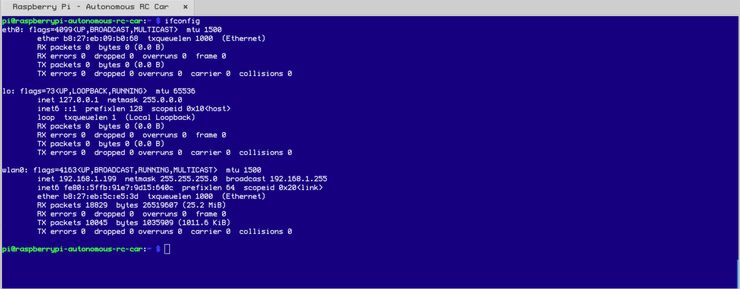 Raspberry Pi - Autonomous RC Car ×
pi@raspberrypi-autonomous-rc-car:~ $ ifconfig
eth0: flags=4099<UP,BROADCAST,MULTICAST>  mtu 1500
        ether b8:27:eb:09:b0:68  txqueuelen 1000  (Ethernet)
        RX packets 0  bytes 0 (0.0 B)
        RX errors 0  dropped 0  overruns 0  frame 0
        TX packets 0  bytes 0 (0.0 B)
        TX errors 0  dropped 0 overruns 0  carrier 0  collisions 0

lo: flags=73<UP,LOOPBACK,RUNNING>  mtu 65536
        inet 127.0.0.1  netmask 255.0.0.0
        inet6 ::1  prefixlen 128  scopeid 0x10<host>
        loop  txqueuelen 1  (Local Loopback)
        RX packets 0  bytes 0 (0.0 B)
        RX errors 0  dropped 0  overruns 0  frame 0
        TX packets 0  bytes 0 (0.0 B)
        TX errors 0  dropped 0 overruns 0  carrier 0  collisions 0

wlan0: flags=4163<UP,BROADCAST,RUNNING,MULTICAST>  mtu 1500
        inet 192.168.1.199  netmask 255.255.255.0  broadcast 192.168.1.255
        inet6 fe80::5ffb:91e7:9d15:640c  prefixlen 64  scopeid 0x20<link>
        ether b8:27:eb:5c:e5:3d  txqueuelen 1000  (Ethernet)
        RX packets 18829  bytes 26519607 (25.2 MiB)
        RX errors 0  dropped 0  overruns 0  frame 0
        TX packets 10045  bytes 1035909 (1011.6 KiB)
        TX errors 0  dropped 0 overruns 0  carrier 0  collisions 0

pi@raspberrypi-autonomous-rc-car:~ $